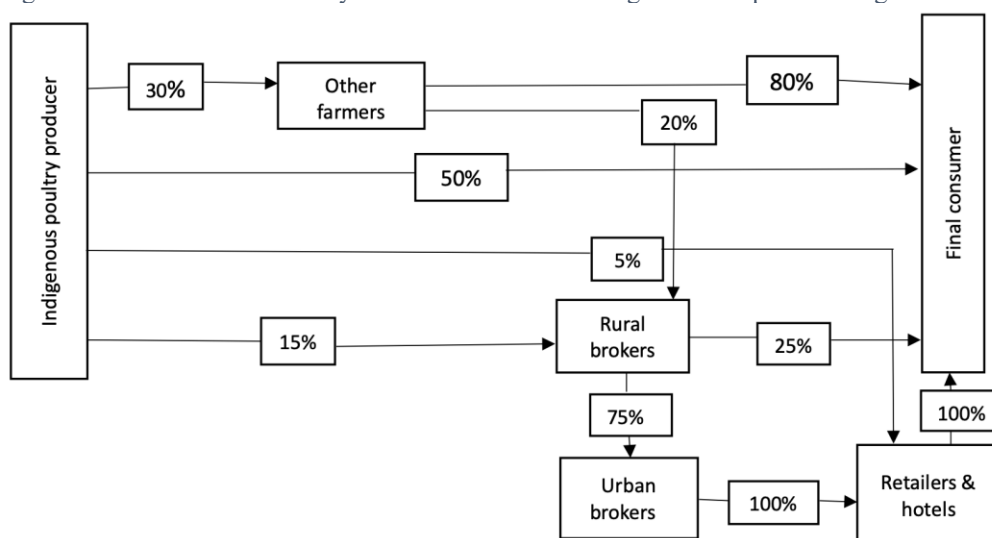 Indigenous poultry producer
30%
Other
farmers
80%
20%
50%
5%
15%
Rural
brokers
25%
75%
Urban
brokers
100%
Retailers &
hotels
100%
Final consumer